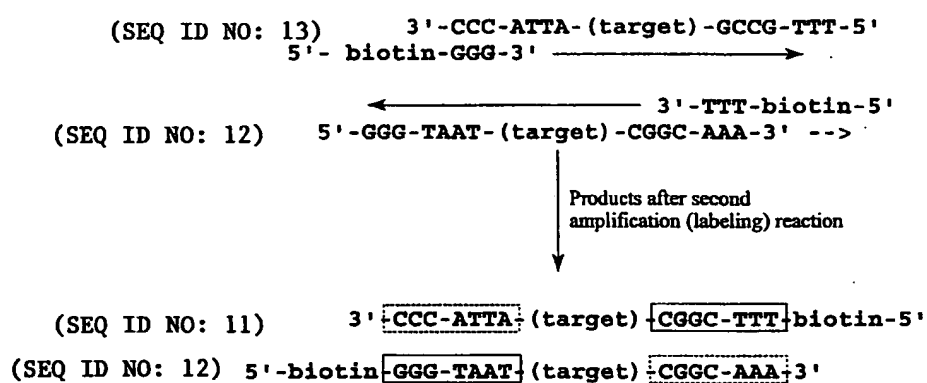 (SEQ ID NO: 13) 3'-CCC-ATTA-(target)-GCCG-TTT-5'
5'- biotin-GGG-3'
3'-TTT-biotin-5'
(SEQ ID NO: 12) 5'-GGG-TAAT-(target)-CGGC-AAA-3' -->
Products after second
amplification (labeling) reaction
(SEQ ID NO: 11) 3'-CCC-ATTA-(target)-CGGC-TTT-biotin-5'
(SEQ ID NO: 12) 5'-biotin-GGG-TAAT-(target)-CGGC-AAA-3'